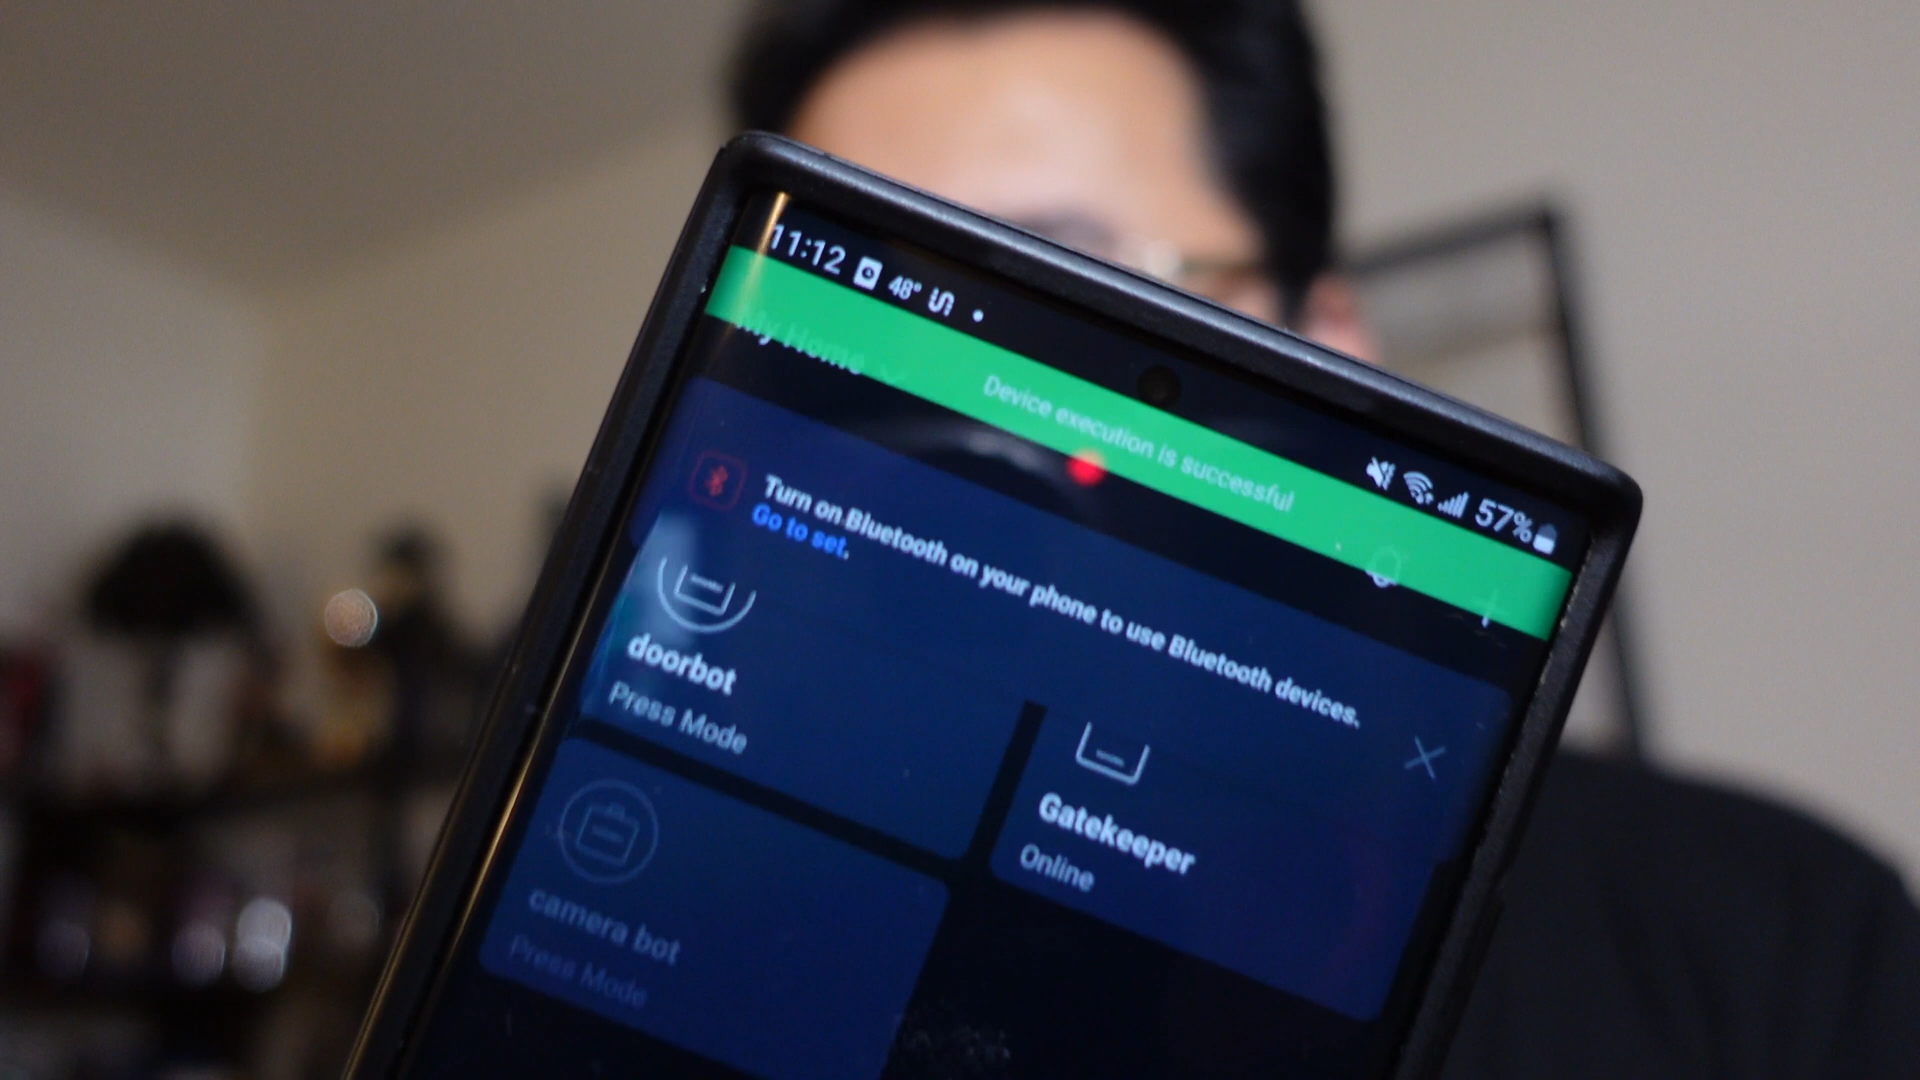 11:12 48°
57%
My Home
Device execution is successful
Turn on Bluetooth on your phone to use Bluetooth devices.
Go to set.
doorbot
Press Mode
Gatekeeper
Online
camera bot
Press Mode